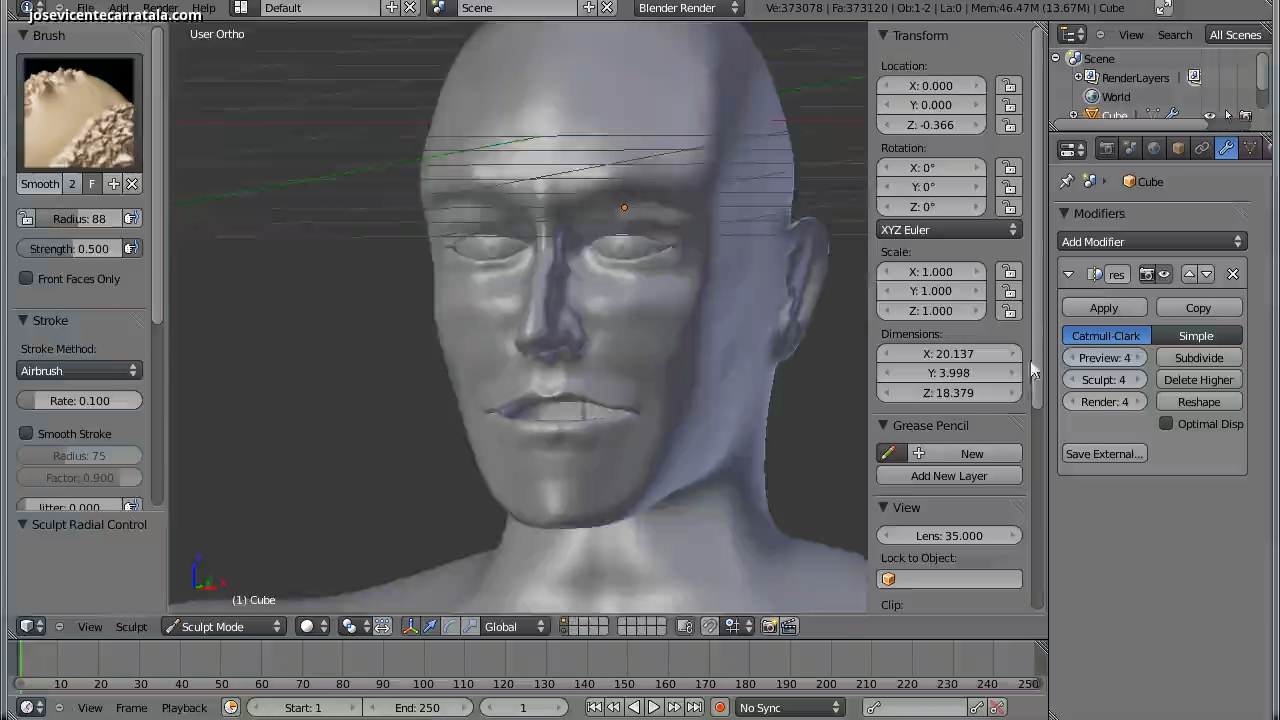 josevicentecarratala.com
Render Help
Default
Scene
Blender Render
Ve:373078 | Fa:373120 | Ob:1-2 | La:0 | Mem:46.47M (13.67M) | Cube
Brush
Smooth 2 F
Radius: 88
Strength: 0.500
Front Faces Only
Stroke
Stroke Method:
Airbrush
Rate: 0.100
Smooth Stroke
Radius: 75
Factor: 0.900
Jitter: 0.000
Sculpt Radial Control
User Ortho
(1) Cube
Transform
Location:
X: 0.000
Y: 0.000
Z: -0.366
Rotation:
X: 0°
Y: 0°
Z: 0°
XYZ Euler
Scale:
X: 1.000
Y: 1.000
Z: 1.000
Dimensions:
X: 20.137
Y: 3.998
Z: 18.379
Grease Pencil
New
Add New Layer
View
Lens: 35.000
Lock to Object:
Clip:
View Search All Scenes
Scene
RenderLayers
World
Cube
Cube
Modifiers
Add Modifier
res
Apply Copy
Catmull-Clark Simple
Preview: 4 Subdivide
Sculpt: 4 Delete Higher
Render: 4 Reshape
Optimal Disp
Save External...
View Sculpt Sculpt Mode Global
10 20 30 40 50 60 70 80 90 100 110 120 130 140 150 160 170 180 190 200 210 220 230 240 250
View Frame Playback Start: 1 End: 250 1 No Sync